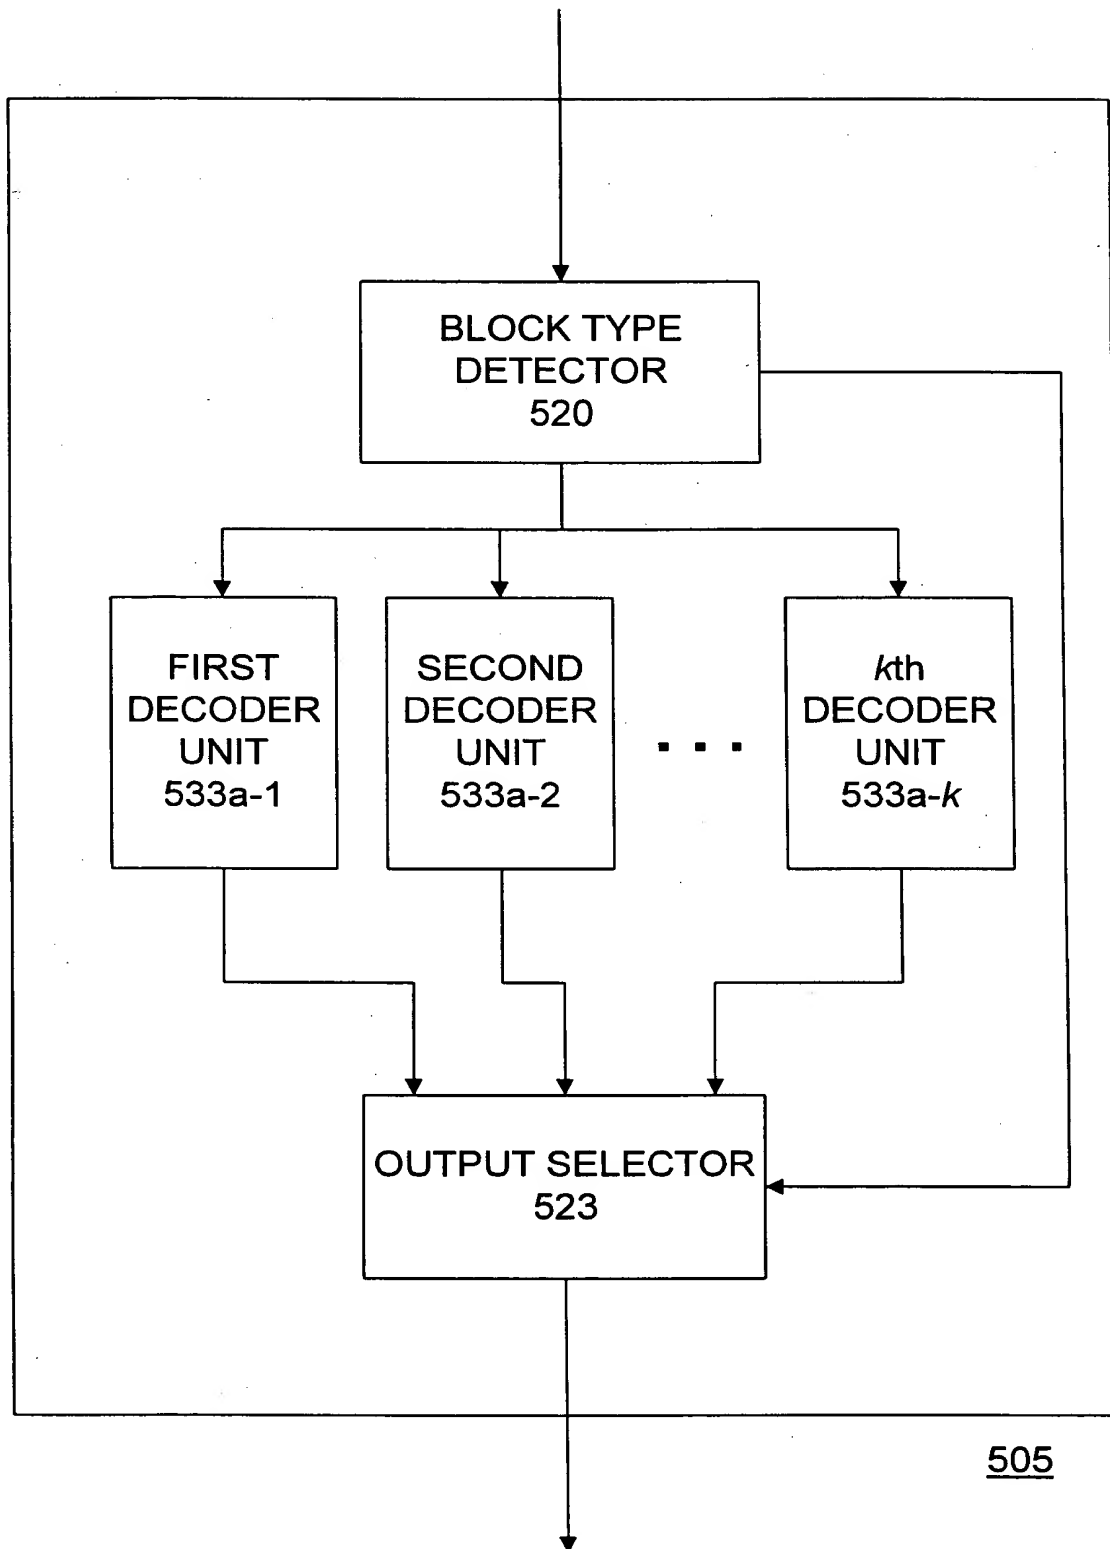 BLOCK TYPE
DETECTOR
520
FIRST
DECODER
UNIT
533a-1
SECOND
DECODER
UNIT
533a-2
kth
DECODER
UNIT
533a-k
OUTPUT SELECTOR
523
505